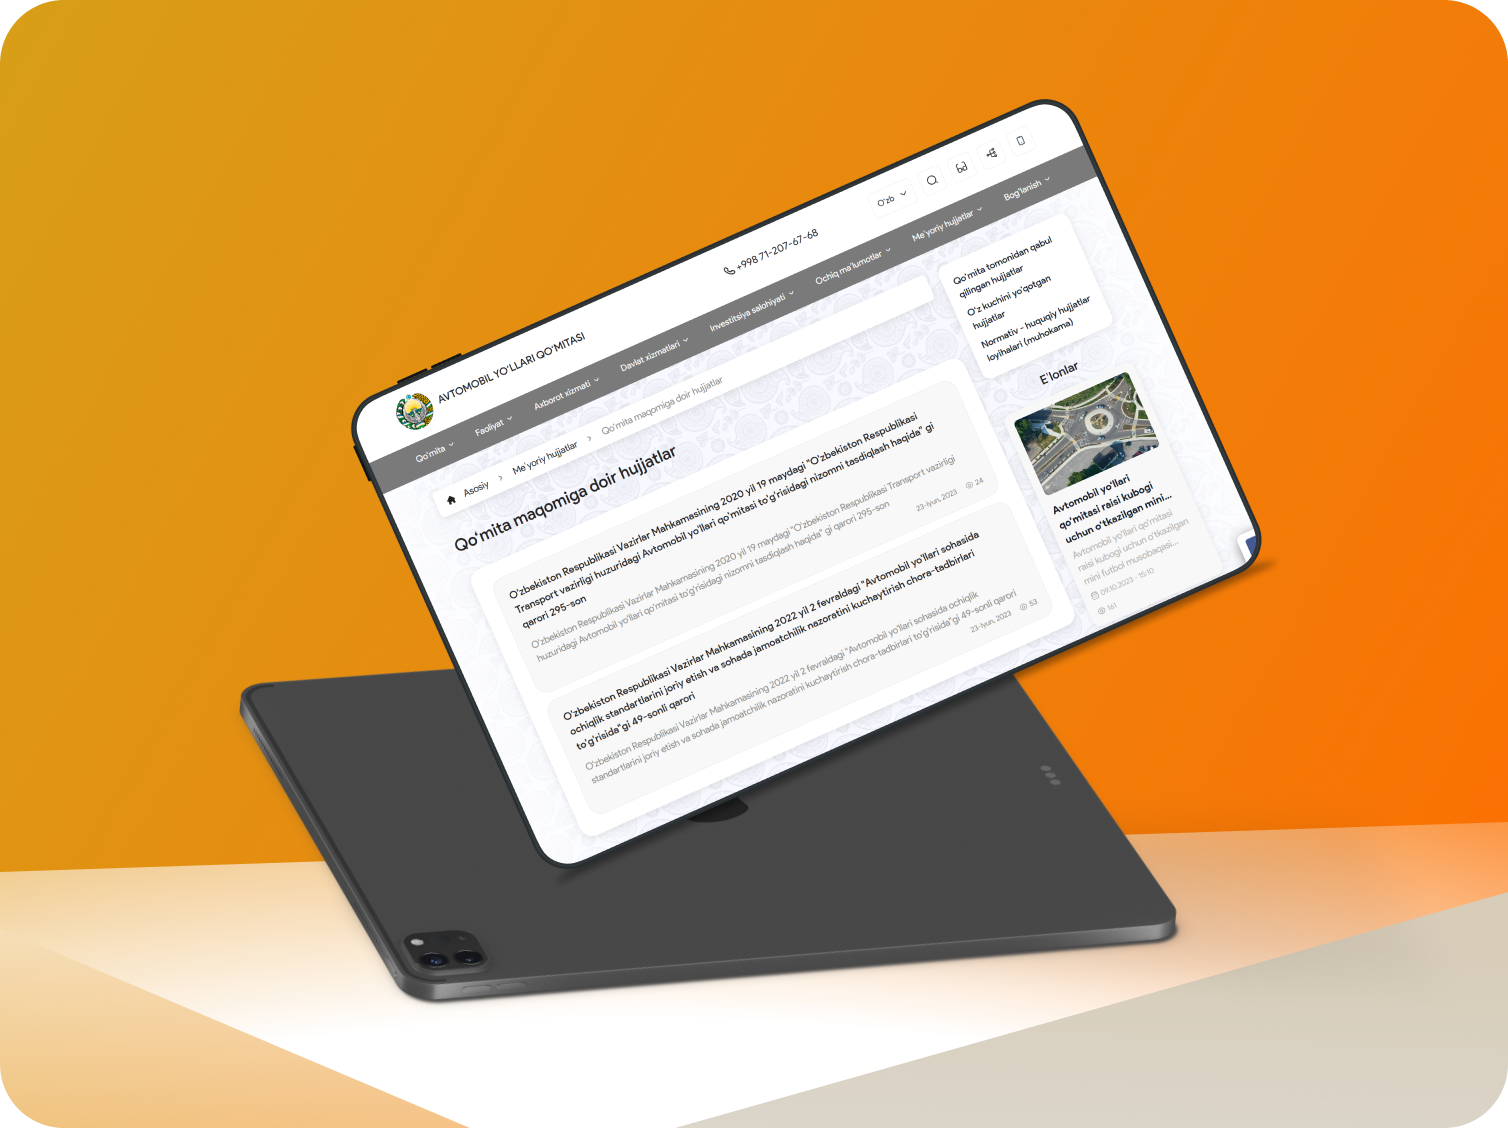 O'zb
+998 71-207-67-68
AVTOMOBIL YO'LLARI QO'MITASI
Qo'mita
Faoliyat
Axborot xizmati
Davlat xizmatlari
Investitsiya salohiyati
Ochiq ma'lumotlar
Me'yoriy hujjatlar
Bog'lanish
Asosiy > Me'yoriy hujjatlar > Qo'mita maqomiga doir hujjatlar
Qo'mita maqomiga doir hujjatlar
O'zbekiston Respublikasi Vazirlar Mahkamasining 2020 yil 19 maydagi "O'zbekiston Respublikasi
Transport vazirligi huzuridagi Avtomobil yo'llari qo'mitasi to'g'risidagi nizomni tasdiqlash haqida" gi
qarori 295-son
O'zbekiston Respublikasi Vazirlar Mahkamasining 2020 yil 19 maydagi "O'zbekiston Respublikasi Transport vazirligi
huzuridagi Avtomobil yo'llari qo'mitasi to'g'risidagi nizomni tasdiqlash haqida" gi qarori 295-son
23-Iyun, 2023
24
O'zbekiston Respublikasi Vazirlar Mahkamasining 2022 yil 2 fevraldagi "Avtomobil yo'llari sohasida
ochiqlik standartlarini joriy etish va sohada jamoatchilik nazoratini kuchaytirish chora-tadbirlari
to'g'risida"gi 49-sonli qarori
O'zbekiston Respublikasi Vazirlar Mahkamasining 2022 yil 2 fevraldagi "Avtomobil yo'llari sohasida ochiqlik
standartlarini joriy etish va sohada jamoatchilik nazoratini kuchaytirish chora-tadbirlari to'g'risida"gi 49-sonli qarori
23-Iyun, 2023
53
Qo'mita tomonidan qabul
qilingan hujjatlar
O'z kuchini yo'qotgan
hujjatlar
Normativ - huquqiy hujjatlar
loyihalari (muhokama)
E'lonlar
Avtomobil yo'llari
qo'mitasi raisi kubogi
uchun o'tkazilgan mini...
Avtomobil yo'llari qo'mitasi
raisi kubogi uchun o'tkazilgan
mini futbol musobaqasi...
09.10.2023 - 15:10
161